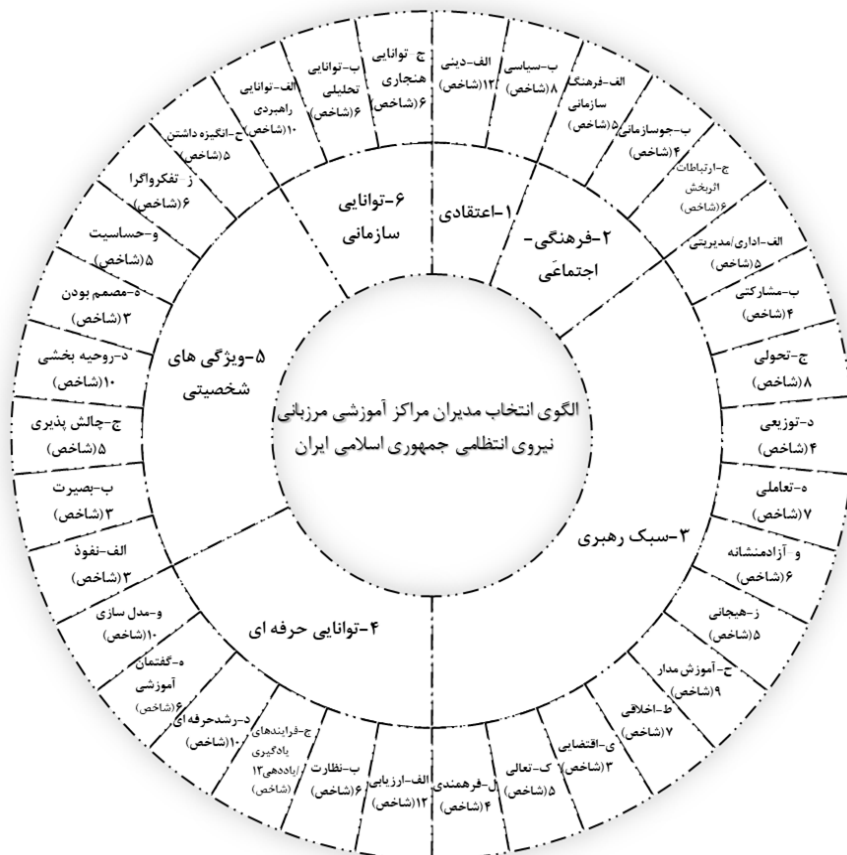 الگوی انتخاب مدیران مراکز آموزشی مرزبانی
نیروی انتظامی جمهوری اسلامی ایران
۱-اعتقادی
الف-دینی
۱۲(شاخص)
ب-سیاسی
۸(شاخص)
۲-فرهنگی-
اجتماعی
الف-فرهنگ
سازمانی
۵(شاخص)
ب-جوسازمانی
۴(شاخص)
ج-ارتباطات
اثربخش
۶(شاخص)
۳-سبک رهبری
الف-اداری/مدیریتی
۵(شاخص)
ب-مشارکتی
۴(شاخص)
ج-تحولی
۸(شاخص)
د-توزیعی
۴(شاخص)
ه-تعاملی
۷(شاخص)
و-آزادمنشانه
۶(شاخص)
ز-هیجانی
۵(شاخص)
ح-آموزش مدار
۹(شاخص)
ط-اخلاقی
۷(شاخص)
ی-اقتضایی
۳(شاخص)
ک-تعالی
۵(شاخص)
ل-فرهمندی
۴(شاخص)
۴-توانایی حرفه ای
الف-ارزیابی
۱۲(شاخص)
ب-نظارت
۶(شاخص)
ج-فرایندهای
یادگیری
/یاددهی۱۲
(شاخص)
د-رشدحرفه ای
۱۰(شاخص)
ه-گفتمان
آموزشی
۶(شاخص)
و-مدل سازی
۱۰(شاخص)
۵-ویژگی های
شخصیتی
الف-نفوذ
۳(شاخص)
ب-بصیرت
۳(شاخص)
ج-چالش پذیری
۵(شاخص)
د-روحیه بخشی
۱۰(شاخص)
ه-مصمم بودن
۳(شاخص)
و-حساسیت
۵(شاخص)
ز-تفکرواگرا
۶(شاخص)
ح-انگیزه داشتن
۵(شاخص)
۶-توانایی
سازمانی
الف-توانایی
راهبردی
۱۰(شاخص)
ب-توانایی
تحلیلی
۶(شاخص)
ج-توانایی
هنجاری
۶(شاخص)